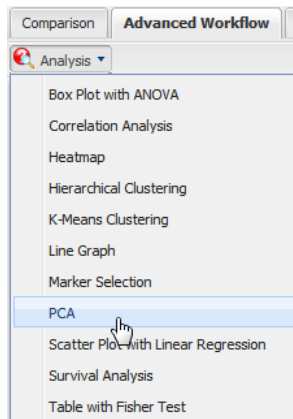 Comparison Advanced Workflow
Analysis
Box Plot with ANOVA
Correlation Analysis
Heatmap
Hierarchical Clustering
K-Means Clustering
Line Graph
Marker Selection
PCA
Scatter Plot with Linear Regression
Survival Analysis
Table with Fisher Test